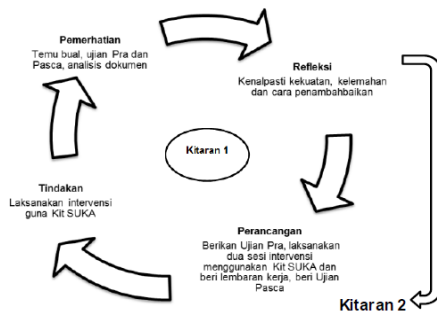 Pemerhatian
Temu bual, ujian Pra dan
Pasca, analisis dokumen
Refleksi
Kenalpasti kekuatan, kelemahan
dan cara penambahbaikan
Kitaran 1
Tindakan
Laksanakan intervensi
guna Kit SUKA
Perancangan
Berikan Ujian Pra, laksanakan
dua sesi intervensi
menggunakan Kit SUKA dan
beri lembaran kerja, beri Ujian
Pasca
Kitaran 2